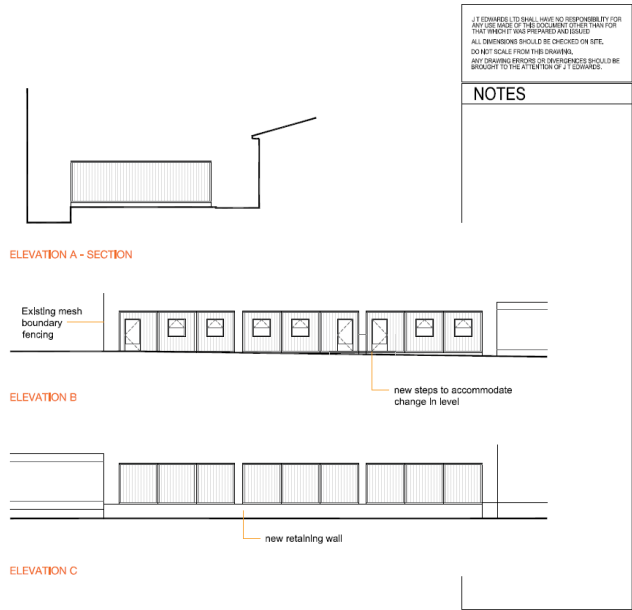 J T EDWARDS LTD SHALL HAVE NO RESPONSIBILITY FOR
ANY USE MADE OF THIS DOCUMENT OTHER THAN FOR
THAT WHICH IT WAS PREPARED AND ISSUED
ALL DIMENSIONS SHOULD BE CHECKED ON SITE.
DO NOT SCALE FROM THIS DRAWING.
ANY DRAWING ERRORS OR DIVERGENCES SHOULD BE
BROUGHT TO THE ATTENTION OF J T EDWARDS.
NOTES
ELEVATION A - SECTION
Existing mesh
boundary
fencing
new steps to accommodate
change in level
ELEVATION B
new retaining wall
ELEVATION C